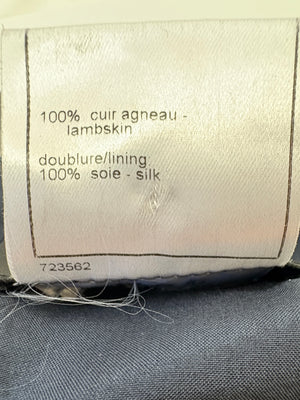 100% cuir agneau -
lambskin
doublure/lining
100% soie - silk
723562